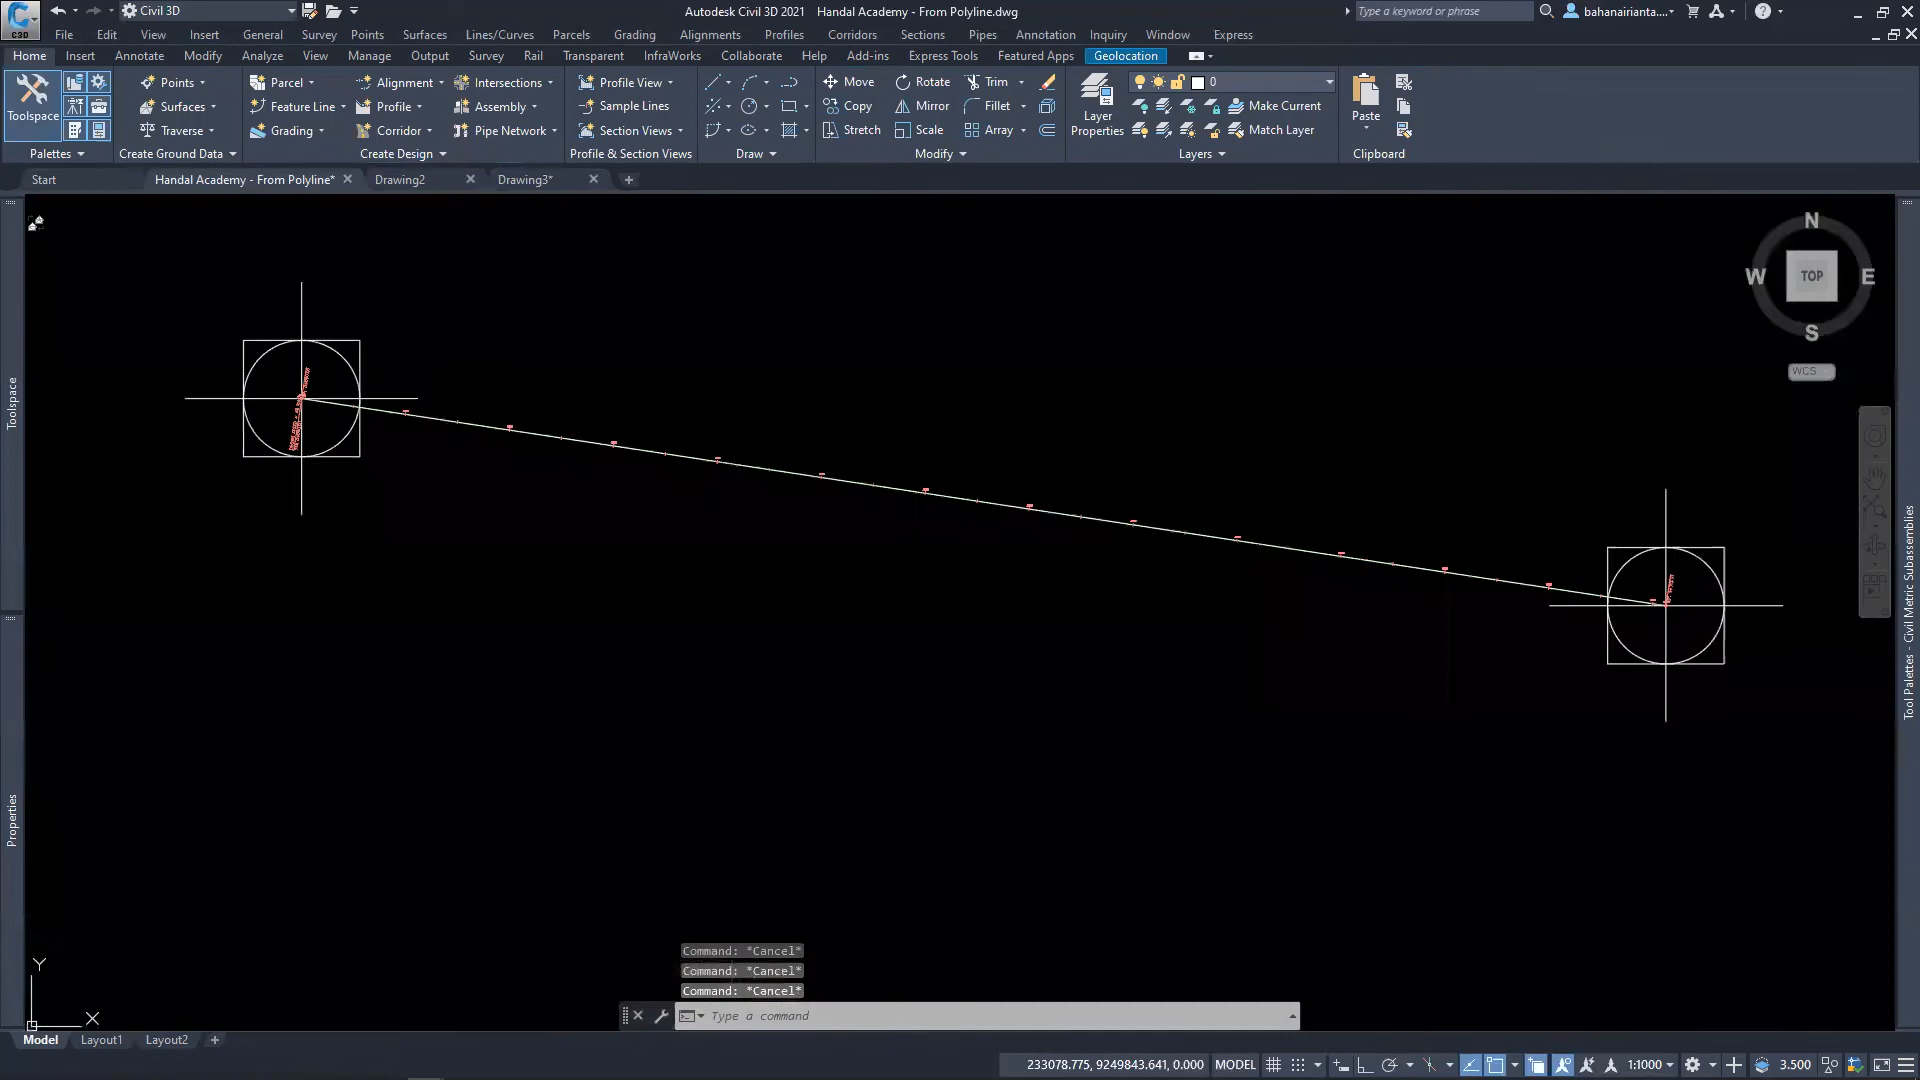 Civil 3D
Autodesk Civil 3D 2021 Handal Academy - From Polyline.dwg
Type a keyword or phrase
bahanairianta....
C3D
File Edit View Insert General Survey Points Surfaces Lines/Curves Parcels Grading Alignments Profiles Corridors Sections Pipes Annotation Inquiry Window Express
Home Insert Annotate Modify Analyze View Manage Output Survey Rail Transparent InfraWorks Collaborate Help Add-ins Express Tools Featured Apps Geolocation
Toolspace
Points
Surfaces
Traverse
Parcel
Feature Line
Grading
Alignment
Profile
Corridor
Intersections
Assembly
Pipe Network
Profile View
Sample Lines
Section Views
Move
Copy
Stretch
Rotate
Mirror
Scale
Trim
Fillet
Array
Layer
Properties
0
Make Current
Match Layer
Paste
Palettes
Create Ground Data
Create Design
Profile & Section Views
Draw
Modify
Layers
Clipboard
Start
Handal Academy - From Polyline*
Drawing2
Drawing3*
Toolspace
Properties
N
W
TOP
E
S
WCS
Tool Palettes - Civil Metric Subassemblies
Y
X
Command: *Cancel*
Command: *Cancel*
Command: *Cancel*
Type a command
Model
Layout1
Layout2
233078.775, 9249843.641, 0.000
MODEL
1:1000
3.500